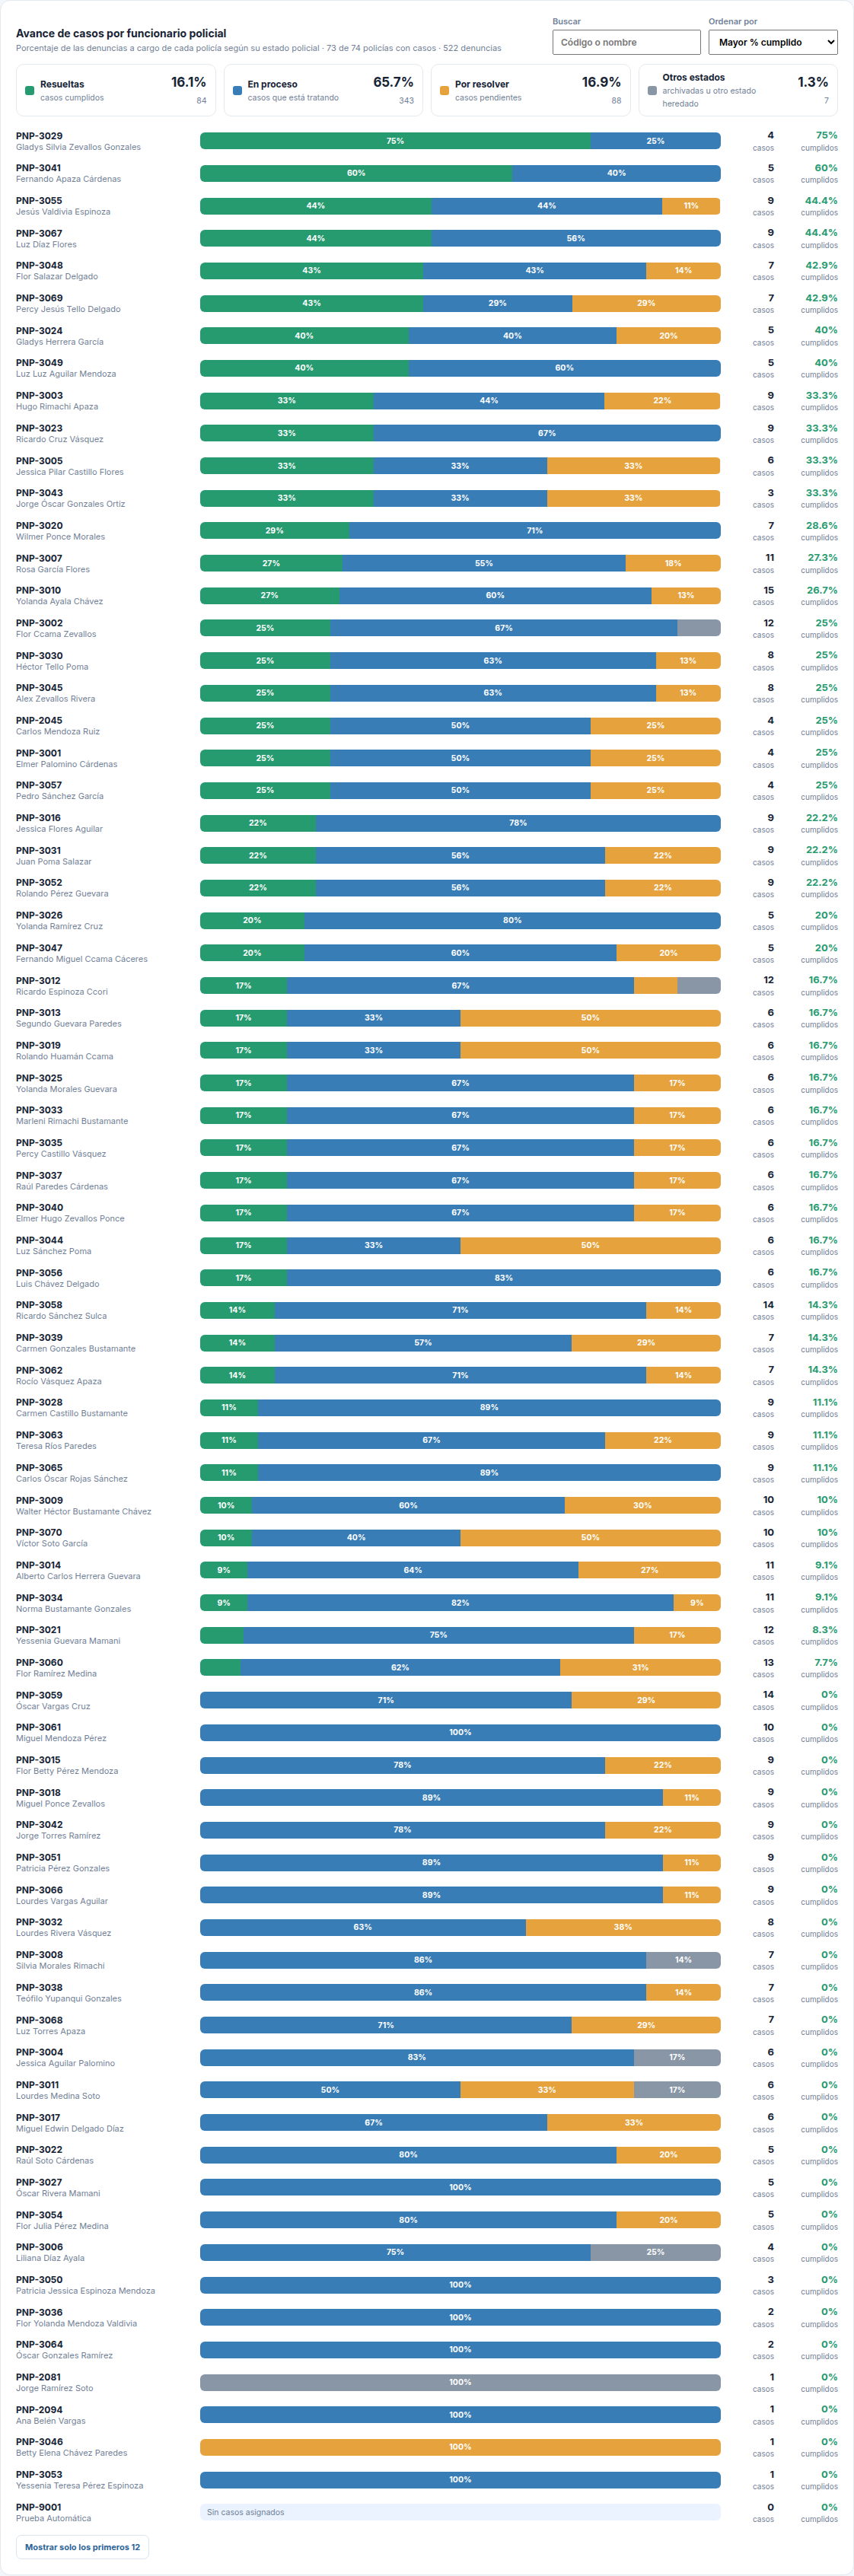 Avance de casos por funcionario policial
Porcentaje de las denuncias a cargo de cada policía según su estado policial · 73 de 74 policías con casos · 522 denuncias
Buscar
Código o nombre
Ordenar por
Mayor % cumplido
Resueltas
casos cumplidos
16.1%
84
En proceso
casos que está tratando
65.7%
343
Por resolver
casos pendientes
16.9%
88
Otros estados
archivadas u otro estado
heredado
1.3%
7
PNP-3029 75% 25% 4 75%
Gladys Silvia Zevallos Gonzales casos cumplidos
PNP-3041 60% 40% 5 60%
Fernando Apaza Cárdenas casos cumplidos
PNP-3055 44% 44% 11% 9 44.4%
Jesús Valdivia Espinoza casos cumplidos
PNP-3067 44% 56% 9 44.4%
Luz Díaz Flores casos cumplidos
PNP-3048 43% 43% 14% 7 42.9%
Flor Salazar Delgado casos cumplidos
PNP-3069 43% 29% 29% 7 42.9%
Percy Jesús Tello Delgado casos cumplidos
PNP-3024 40% 40% 20% 5 40%
Gladys Herrera García casos cumplidos
PNP-3049 40% 60% 5 40%
Luz Luz Aguilar Mendoza casos cumplidos
PNP-3003 33% 44% 22% 9 33.3%
Hugo Rimachi Apaza casos cumplidos
PNP-3023 33% 67% 9 33.3%
Ricardo Cruz Vásquez casos cumplidos
PNP-3005 33% 33% 33% 6 33.3%
Jessica Pilar Castillo Flores casos cumplidos
PNP-3043 33% 33% 33% 3 33.3%
Jorge Óscar Gonzales Ortiz casos cumplidos
PNP-3020 29% 71% 7 28.6%
Wilmer Ponce Morales casos cumplidos
PNP-3007 27% 55% 18% 11 27.3%
Rosa García Flores casos cumplidos
PNP-3010 27% 60% 13% 15 26.7%
Yolanda Ayala Chávez casos cumplidos
PNP-3002 25% 67% 12 25%
Flor Ccama Zevallos casos cumplidos
PNP-3030 25% 63% 13% 8 25%
Héctor Tello Poma casos cumplidos
PNP-3045 25% 63% 13% 8 25%
Alex Zevallos Rivera casos cumplidos
PNP-2045 25% 50% 25% 4 25%
Carlos Mendoza Ruiz casos cumplidos
PNP-3001 25% 50% 25% 4 25%
Elmer Palomino Cárdenas casos cumplidos
PNP-3057 25% 50% 25% 4 25%
Pedro Sánchez García casos cumplidos
PNP-3016 22% 78% 9 22.2%
Jessica Flores Aguilar casos cumplidos
PNP-3031 22% 56% 22% 9 22.2%
Juan Poma Salazar casos cumplidos
PNP-3052 22% 56% 22% 9 22.2%
Rolando Pérez Guevara casos cumplidos
PNP-3026 20% 80% 5 20%
Yolanda Ramírez Cruz casos cumplidos
PNP-3047 20% 60% 20% 5 20%
Fernando Miguel Ccama Cáceres casos cumplidos
PNP-3012 17% 67% 12 16.7%
Ricardo Espinoza Ccori casos cumplidos
PNP-3013 17% 33% 50% 6 16.7%
Segundo Guevara Paredes casos cumplidos
PNP-3019 17% 33% 50% 6 16.7%
Rolando Huamán Ccama casos cumplidos
PNP-3025 17% 67% 17% 6 16.7%
Yolanda Morales Guevara casos cumplidos
PNP-3033 17% 67% 17% 6 16.7%
Marleni Rimachi Bustamante casos cumplidos
PNP-3035 17% 67% 17% 6 16.7%
Percy Castillo Vásquez casos cumplidos
PNP-3037 17% 67% 17% 6 16.7%
Raúl Paredes Cárdenas casos cumplidos
PNP-3040 17% 67% 17% 6 16.7%
Elmer Hugo Zevallos Ponce casos cumplidos
PNP-3044 17% 33% 50% 6 16.7%
Luz Sánchez Poma casos cumplidos
PNP-3056 17% 83% 6 16.7%
Luis Chávez Delgado casos cumplidos
PNP-3058 14% 71% 14% 14 14.3%
Ricardo Sánchez Sulca casos cumplidos
PNP-3039 14% 57% 29% 7 14.3%
Carmen Gonzales Bustamante casos cumplidos
PNP-3062 14% 71% 14% 7 14.3%
Rocío Vásquez Apaza casos cumplidos
PNP-3028 11% 89% 9 11.1%
Carmen Castillo Bustamante casos cumplidos
PNP-3063 11% 67% 22% 9 11.1%
Teresa Ríos Paredes casos cumplidos
PNP-3065 11% 89% 9 11.1%
Carlos Óscar Rojas Sánchez casos cumplidos
PNP-3009 10% 60% 30% 10 10%
Walter Héctor Bustamante Chávez casos cumplidos
PNP-3070 10% 40% 50% 10 10%
Víctor Soto García casos cumplidos
PNP-3014 9% 64% 27% 11 9.1%
Alberto Carlos Herrera Guevara casos cumplidos
PNP-3034 9% 82% 9% 11 9.1%
Norma Bustamante Gonzales casos cumplidos
PNP-3021 75% 17% 12 8.3%
Yessenia Guevara Mamani casos cumplidos
PNP-3060 62% 31% 13 7.7%
Flor Ramírez Medina casos cumplidos
PNP-3059 71% 29% 14 0%
Óscar Vargas Cruz casos cumplidos
PNP-3061 100% 10 0%
Miguel Mendoza Pérez casos cumplidos
PNP-3015 78% 22% 9 0%
Flor Betty Pérez Mendoza casos cumplidos
PNP-3018 89% 11% 9 0%
Miguel Ponce Zevallos casos cumplidos
PNP-3042 78% 22% 9 0%
Jorge Torres Ramírez casos cumplidos
PNP-3051 89% 11% 9 0%
Patricia Pérez Gonzales casos cumplidos
PNP-3066 89% 11% 9 0%
Lourdes Vargas Aguilar casos cumplidos
PNP-3032 63% 38% 8 0%
Lourdes Rivera Vásquez casos cumplidos
PNP-3008 86% 14% 7 0%
Silvia Morales Rimachi casos cumplidos
PNP-3038 86% 14% 7 0%
Teófilo Yupanqui Gonzales casos cumplidos
PNP-3068 71% 29% 7 0%
Luz Torres Apaza casos cumplidos
PNP-3004 83% 17% 6 0%
Jessica Aguilar Palomino casos cumplidos
PNP-3011 50% 33% 17% 6 0%
Lourdes Medina Soto casos cumplidos
PNP-3017 67% 33% 6 0%
Miguel Edwin Delgado Díaz casos cumplidos
PNP-3022 80% 20% 5 0%
Raúl Soto Cárdenas casos cumplidos
PNP-3027 100% 5 0%
Óscar Rivera Mamani casos cumplidos
PNP-3054 80% 20% 5 0%
Flor Julia Pérez Medina casos cumplidos
PNP-3006 75% 25% 4 0%
Liliana Díaz Ayala casos cumplidos
PNP-3050 100% 3 0%
Patricia Jessica Espinoza Mendoza casos cumplidos
PNP-3036 100% 2 0%
Flor Yolanda Mendoza Valdivia casos cumplidos
PNP-3064 100% 2 0%
Óscar Gonzales Ramírez casos cumplidos
PNP-2081 100% 1 0%
Jorge Ramírez Soto casos cumplidos
PNP-2094 100% 1 0%
Ana Belén Vargas casos cumplidos
PNP-3046 100% 1 0%
Betty Elena Chávez Paredes casos cumplidos
PNP-3053 100% 1 0%
Yessenia Teresa Pérez Espinoza casos cumplidos
PNP-9001 Sin casos asignados 0 0%
Prueba Automática casos cumplidos
Mostrar solo los primeros 12